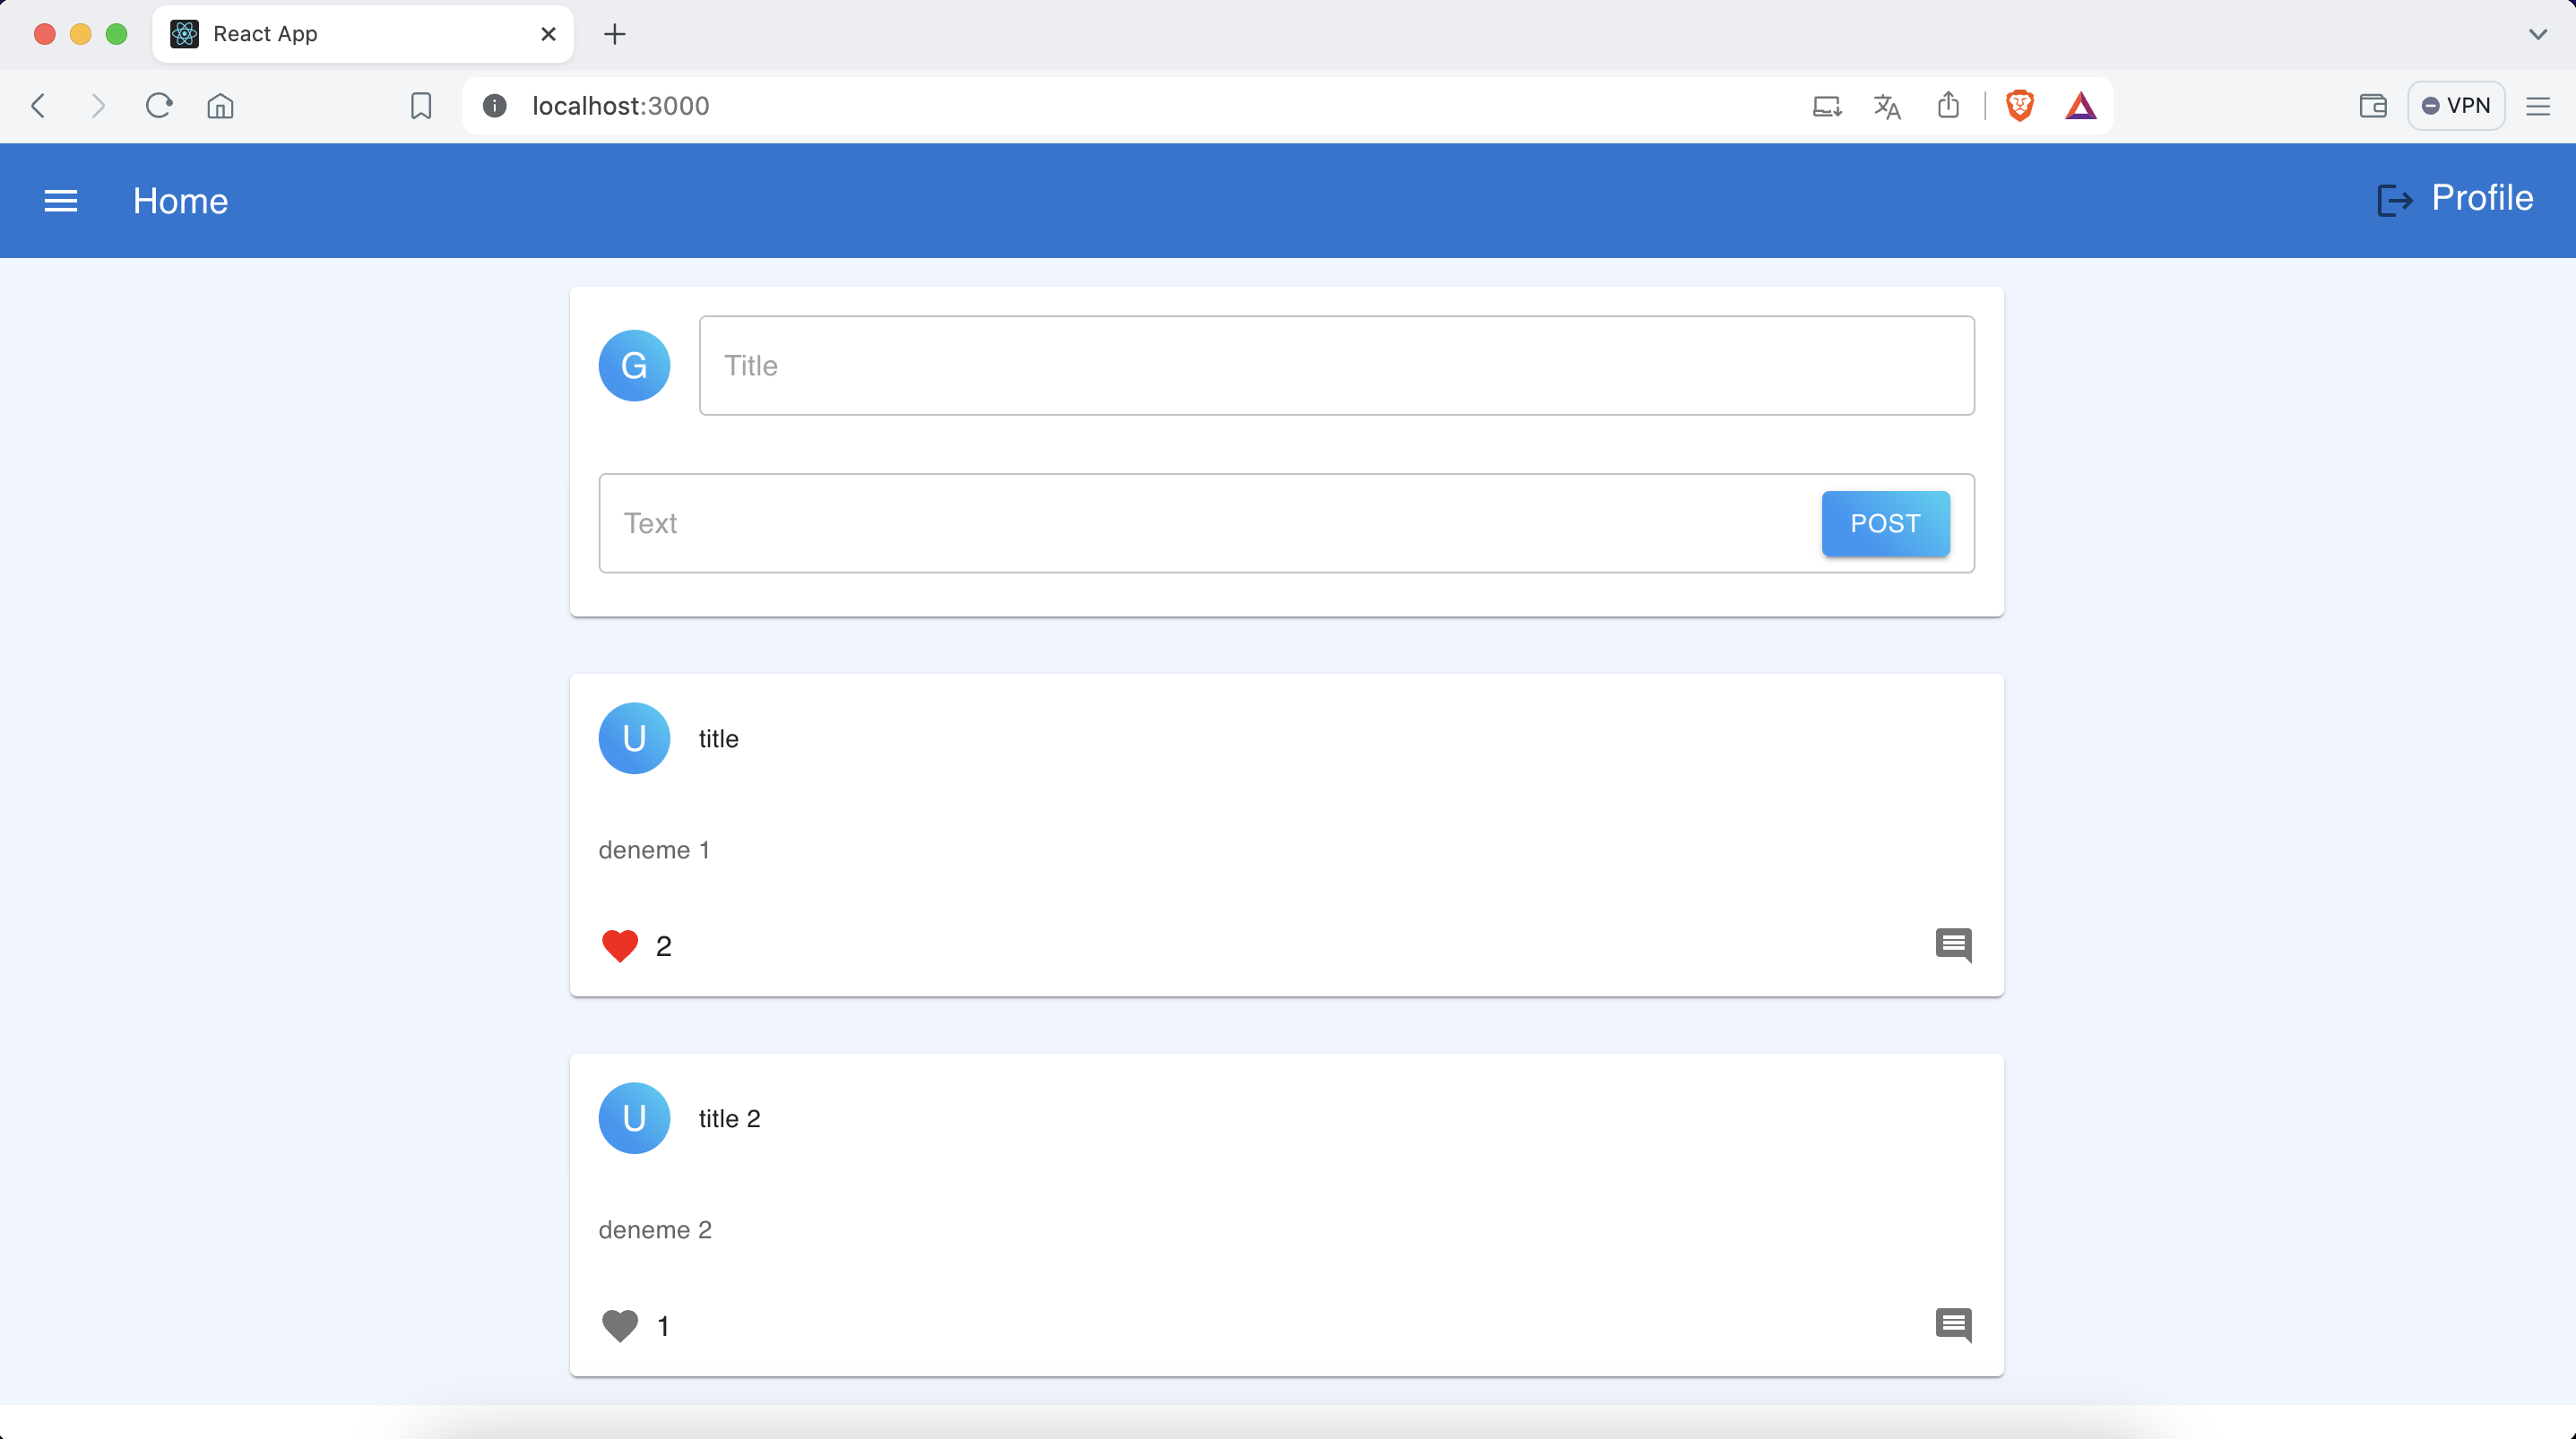 React App
localhost:3000
VPN
Home
Profile
G
Title
Text
POST
U
title
deneme 1
2
U
title 2
deneme 2
1